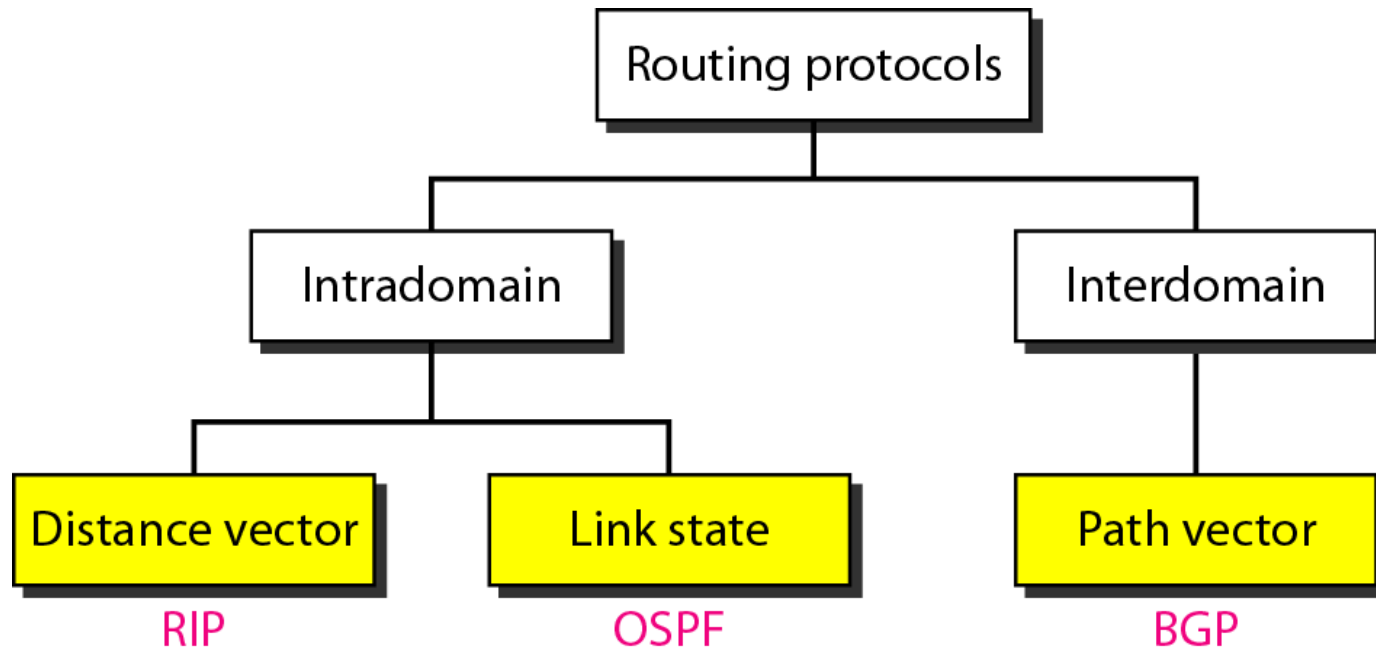 Routing protocols
Intradomain
Interdomain
Distance vector
Link state
Path vector
RIP
OSPF
BGP